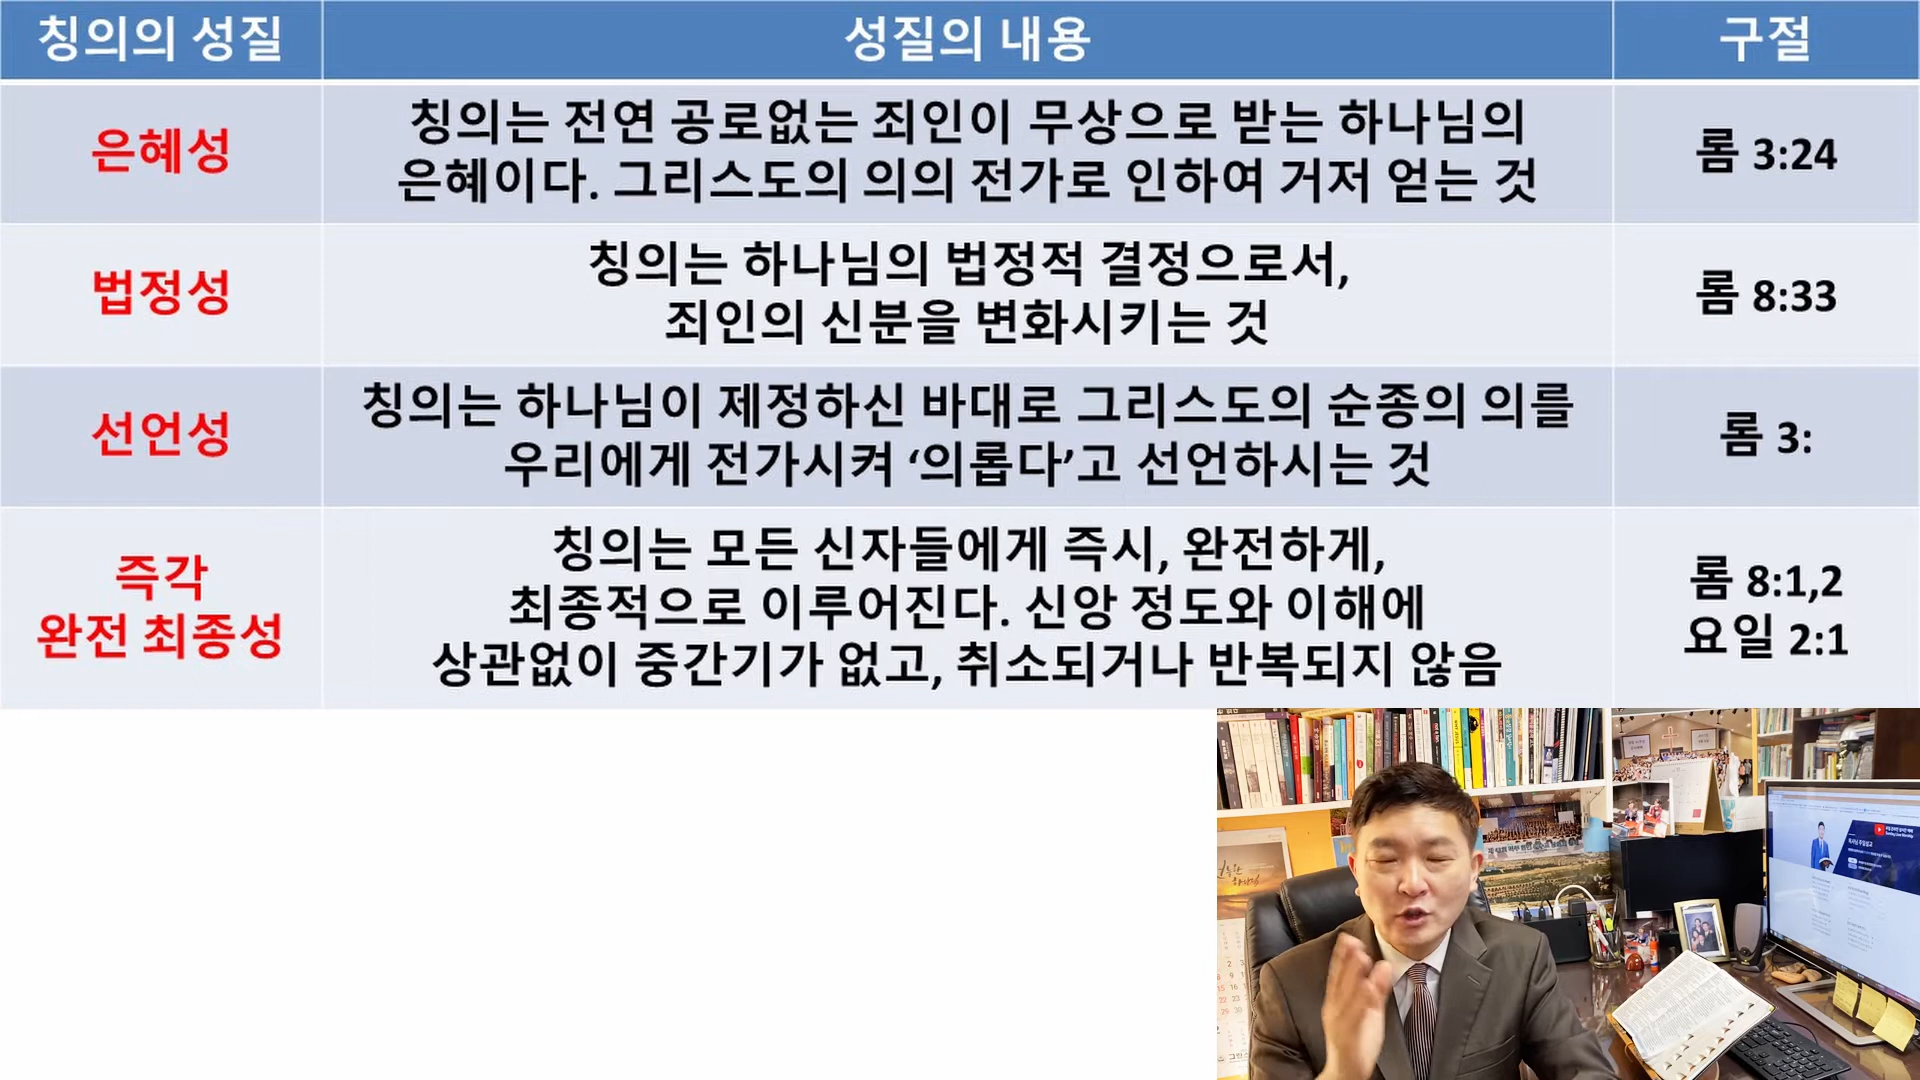 칭의의 성질
성질의 내용
구절
은혜성
칭의는 전연 공로없는 죄인이 무상으로 받는 하나님의
은혜이다. 그리스도의 의의 전가로 인하여 거저 얻는 것
롬 3:24
법정성
칭의는 하나님의 법정적 결정으로서,
죄인의 신분을 변화시키는 것
롬 8:33
선언성
칭의는 하나님이 제정하신 바대로 그리스도의 순종의 의를
우리에게 전가시켜 ‘의롭다’고 선언하시는 것
롬 3:
즉각
완전 최종성
칭의는 모든 신자들에게 즉시, 완전하게,
최종적으로 이루어진다. 신앙 정도와 이해에
상관없이 중간기가 없고, 취소되거나 반복되지 않음
롬 8:1,2
요일 2:1